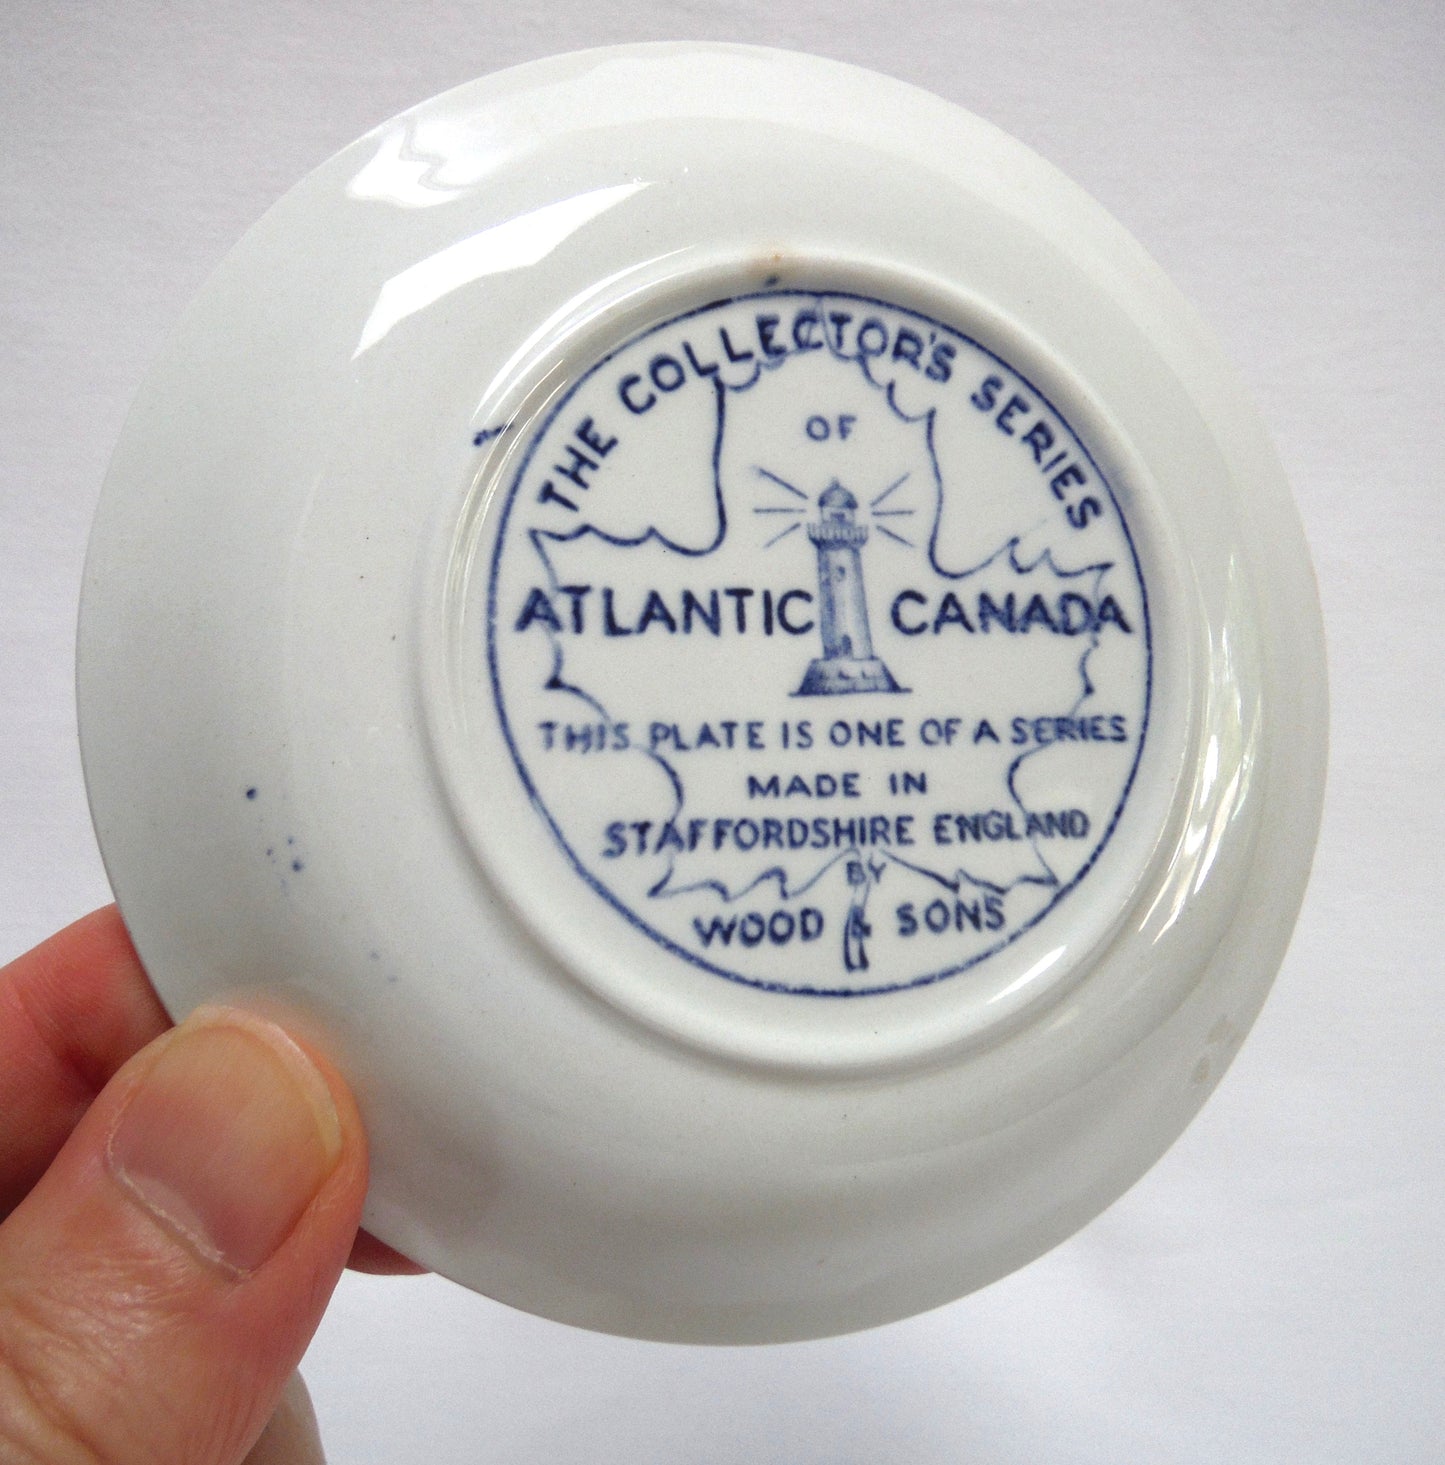 THE COLLECTOR'S SERIES
OF
ATLANTIC CANADA
THIS PLATE IS ONE OF A SERIES
MADE IN
STAFFORDSHIRE ENGLAND
BY
WOOD & SONS